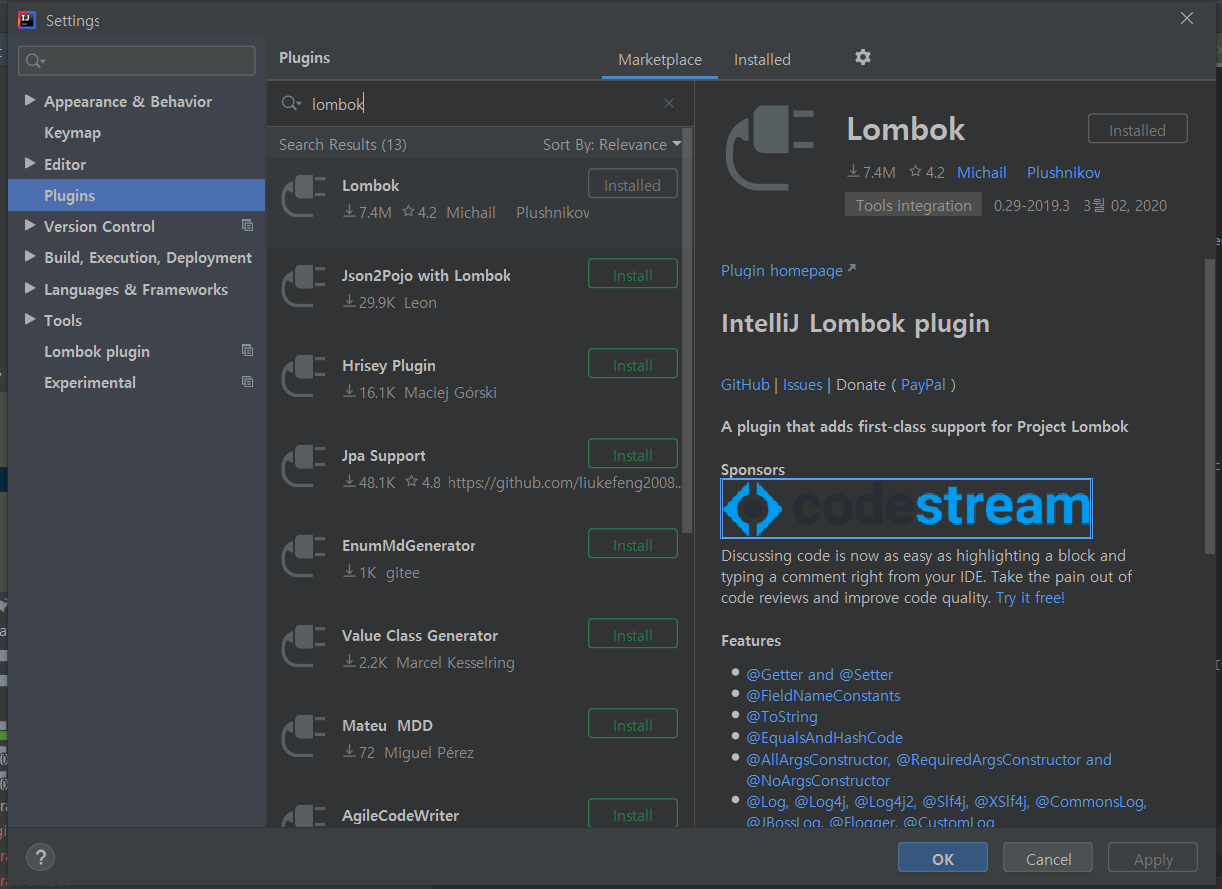 Settings
Plugins
Marketplace
Installed
Appearance & Behavior
Keymap
Editor
Plugins
Version Control
Build, Execution, Deployment
Languages & Frameworks
Tools
Lombok plugin
Experimental
lombok
Search Results (13) Sort By: Relevance
Lombok Installed
7.4M 4.2 Michail Plushnikov
Json2Pojo with Lombok Install
29.9K Leon
Hrisey Plugin Install
16.1K Maciej Górski
Jpa Support Install
48.1K 4.8 https://github.com/liukefeng2008...
EnumMdGenerator Install
1K gitee
Value Class Generator Install
2.2K Marcel Kesselring
Mateu MDD Install
72 Miguel Pérez
AgileCodeWriter Install
Lombok Installed
7.4M 4.2 Michail Plushnikov
Tools integration 0.29-2019.3 3월 02, 2020
Plugin homepage
IntelliJ Lombok plugin
GitHub | Issues | Donate ( PayPal )
A plugin that adds first-class support for Project Lombok
Sponsors
codestream
Discussing code is now as easy as highlighting a block and
typing a comment right from your IDE. Take the pain out of
code reviews and improve code quality. Try it free!
Features
@Getter and @Setter
@FieldNameConstants
@ToString
@EqualsAndHashCode
@AllArgsConstructor, @RequiredArgsConstructor and
@NoArgsConstructor
@Log, @Log4j, @Log4j2, @Slf4j, @XSlf4j, @CommonsLog,
@JBossLog, @Flogger, @CustomLog
?
OK
Cancel
Apply